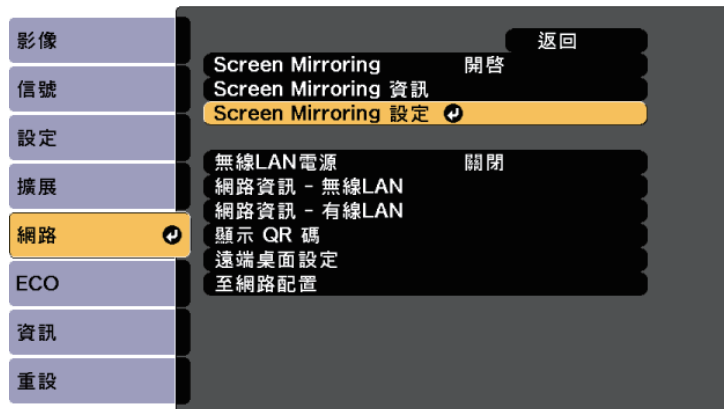 影像
信號
設定
擴展
網路
ECO
資訊
重設
返回
Screen Mirroring 開啓
Screen Mirroring 資訊
Screen Mirroring 設定
無線LAN電源 關閉
網路資訊 - 無線LAN
網路資訊 - 有線LAN
顯示 QR 碼
遠端桌面設定
至網路配置